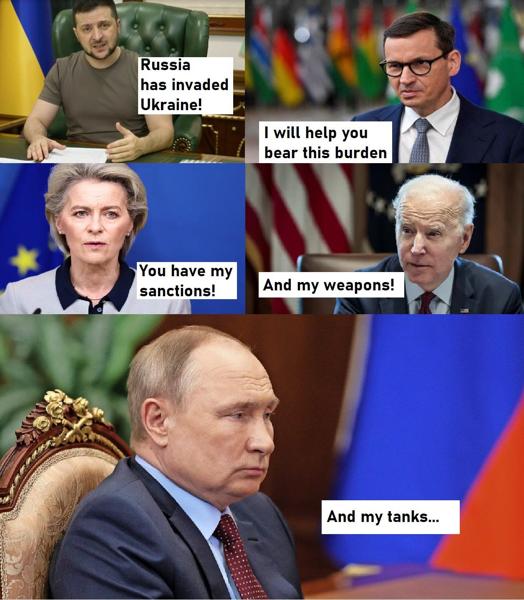 Russia
has invaded
Ukraine!
I will help you
bear this burden
You have my
sanctions!
And my weapons!
And my tanks...